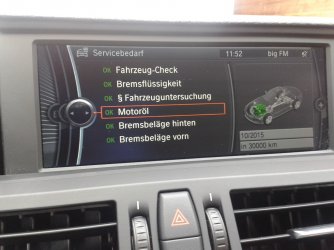 Servicebedarf 11:52 big FM
OK Fahrzeug-Check
OK Bremsflüssigkeit
OK § Fahrzeuguntersuchung
OK Motoröl
OK Bremsbeläge hinten
OK Bremsbeläge vorn
10/2015
in 30000 km